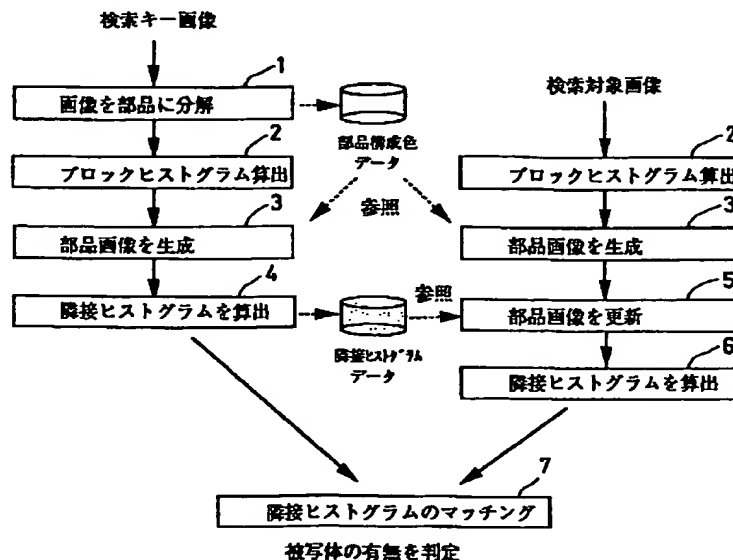 検索キー画像
1
画像を部品に分解
部品構成色
データ
2
ブロックヒストグラム算出
参照
3
部品画像を生成
4
隣接ヒストグラムを算出
隣接ヒストグラム
データ
参照
検索対象画像
2
ブロックヒストグラム算出
3
部品画像を生成
5
部品画像を更新
6
隣接ヒストグラムを算出
7
隣接ヒストグラムのマッチング
被写体の有無を判定